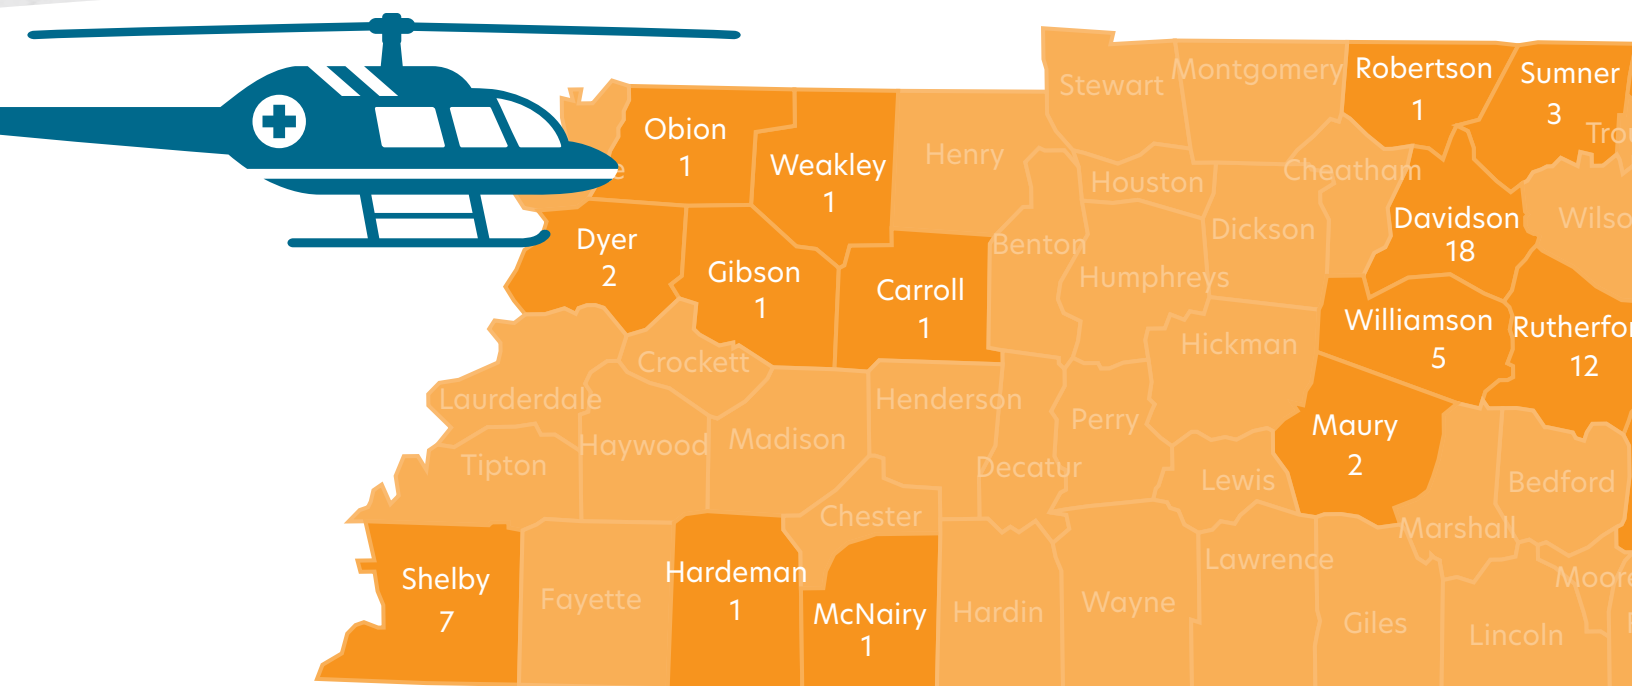 Stewart
Montgomery
Robertson
1
Sumner
3
Obion
1
Weakley
1
Henry
Houston
Cheatham
Dickson
Davidson
18
Dyer
2
Gibson
1
Carroll
1
Benton
Humphreys
Williamson
5
Hickman
12
Crockett
Laurderdale
Henderson
Perry
Maury
2
Haywood
Madison
Tipton
Decatur
Lewis
Bedford
Chester
Marshall
Lawrence
Shelby
7
Fayette
Hardeman
1
McNairy
1
Hardin
Wayne
Giles
Lincoln